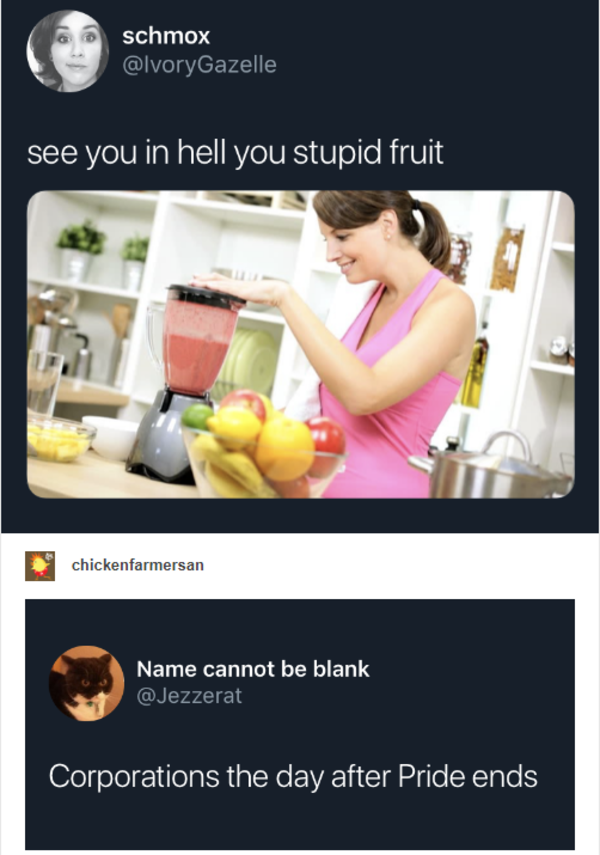 schmox
@IvoryGazelle
see you in hell you stupid fruit
chickenfarmersan
Name cannot be blank
@Jezzerat
Corporations the day after Pride ends